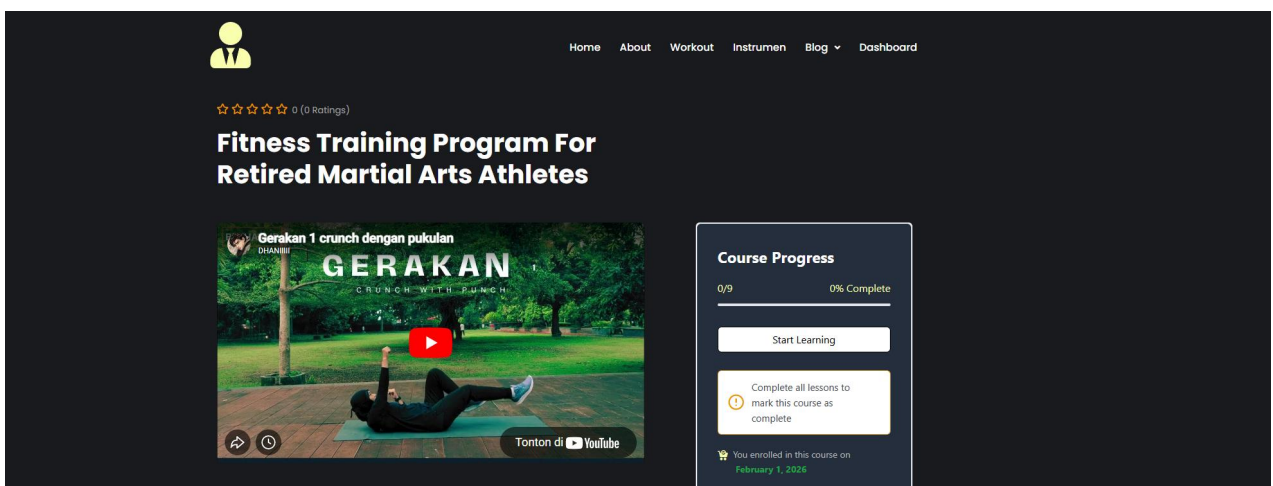 Home About Workout Instrumen Blog Dashboard
0 (0 Ratings)
Fitness Training Program For
Retired Martial Arts Athletes
Gerakan 1 crunch dengan pukulan
DHANIIIII
GERAKAN
CRUNCH WITH PUNCH
Tonton di YouTube
Course Progress
0/9 0% Complete
Start Learning
Complete all lessons to
mark this course as
complete
You enrolled in this course on
February 1, 2026